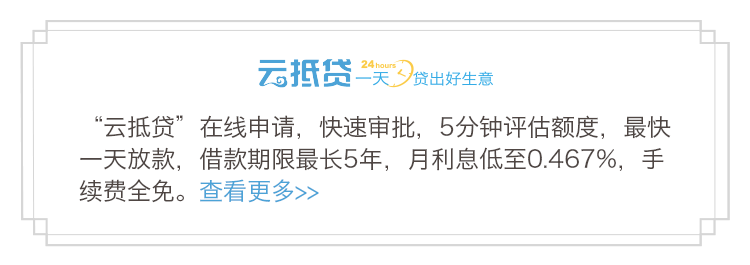 云抵贷 一天 24hours 贷出好生意
“云抵贷”在线申请，快速审批，5分钟评估额度，最快
一天放款，借款期限最长5年，月利息低至0.467%，手
续费全免。查看更多>>